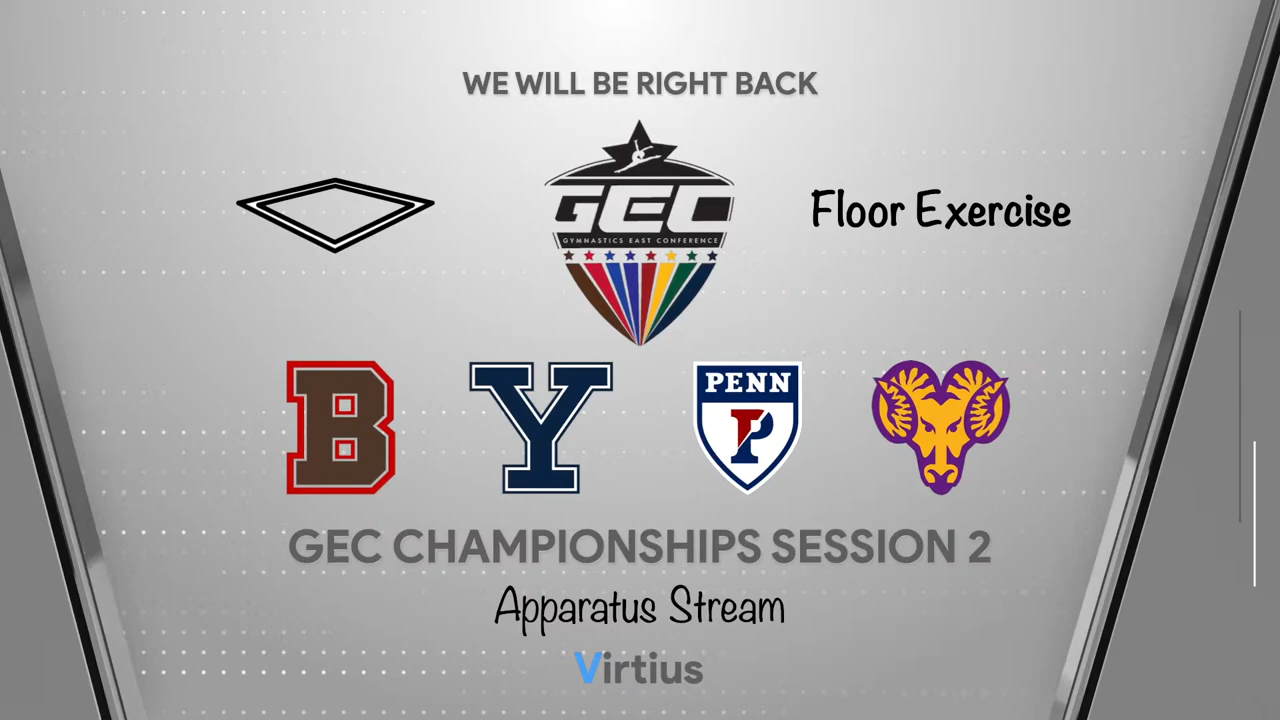 WE WILL BE RIGHT BACK
GEC
GYMNASTICS EAST CONFERENCE
Floor Exercise
B
Y
PENN
P
GEC CHAMPIONSHIPS SESSION 2
Apparatus Stream
Virtius